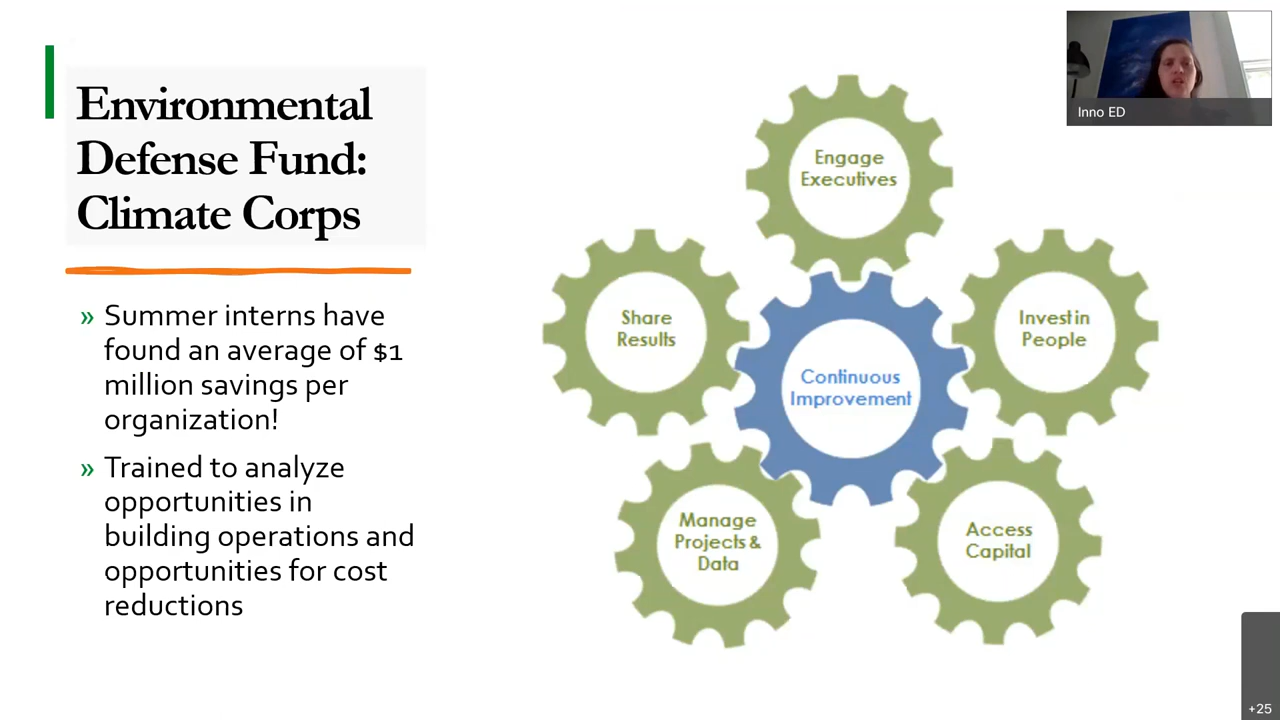 Environmental
Defense Fund:
Climate Corps
» Summer interns have
found an average of $1
million savings per
organization!
» Trained to analyze
opportunities in
building operations and
opportunities for cost
reductions
Engage
Executives
Share
Results
Invest in
People
Continuous
Improvement
Manage
Projects &
Data
Access
Capital
Inno ED
+25